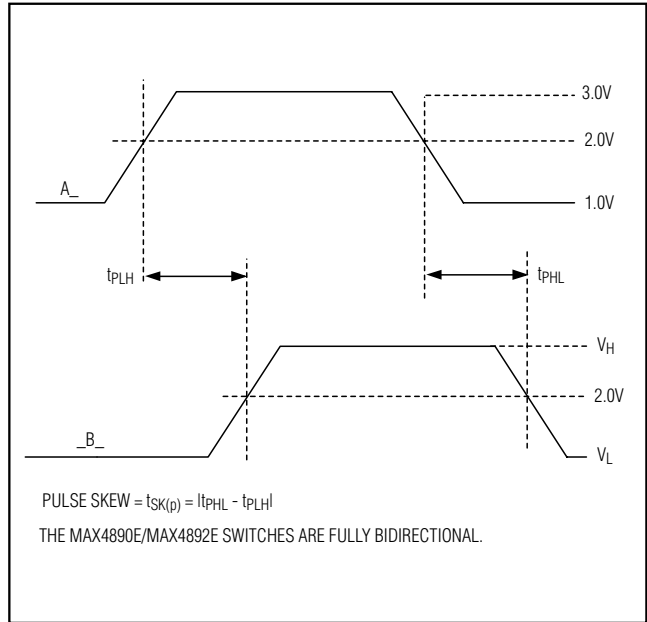 3.0V
2.0V
A_
1.0V
tPLH
tPHL
VH
2.0V
_B_
VL
PULSE SKEW = tSK(p) = |tPHL - tPLH|
THE MAX4890E/MAX4892E SWITCHES ARE FULLY BIDIRECTIONAL.